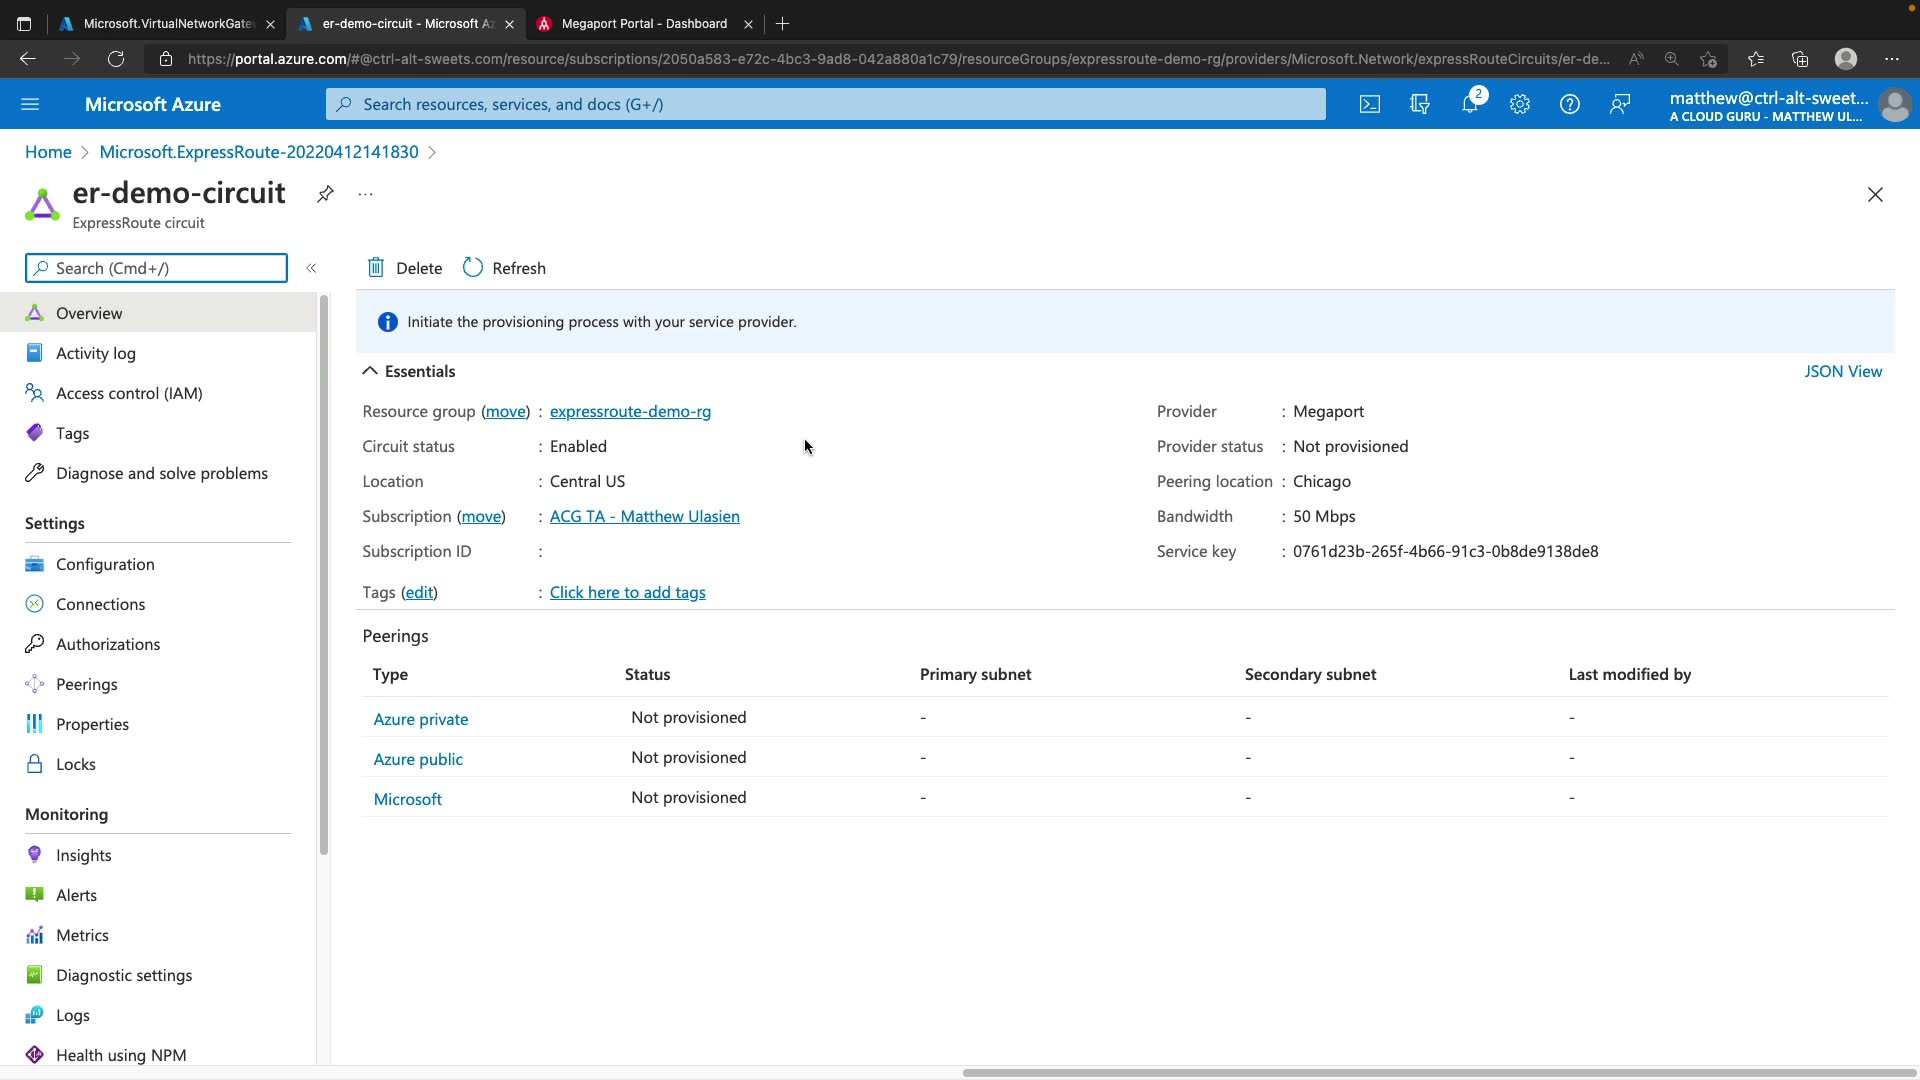 Microsoft.VirtualNetworkGate
er-demo-circuit - Microsoft Az
Megaport Portal - Dashboard
https://portal.azure.com/#@ctrl-alt-sweets.com/resource/subscriptions/2050a583-e72c-4bc3-9ad8-042a880a1c79/resourceGroups/expressroute-demo-rg/providers/Microsoft.Network/expressRouteCircuits/er-de...
Microsoft Azure
Search resources, services, and docs (G+/)
2
matthew@ctrl-alt-sweet...
A CLOUD GURU - MATTHEW UL...
Home > Microsoft.ExpressRoute-20220412141830 >
er-demo-circuit
...
ExpressRoute circuit
Search (Cmd+/)
«
Delete
Refresh
Overview
Activity log
Access control (IAM)
Tags
Diagnose and solve problems
Settings
Configuration
Connections
Authorizations
Peerings
Properties
Locks
Monitoring
Insights
Alerts
Metrics
Diagnostic settings
Logs
Health using NPM
Initiate the provisioning process with your service provider.
Essentials
JSON View
Resource group (move) : expressroute-demo-rg
Circuit status : Enabled
Location : Central US
Subscription (move) : ACG TA - Matthew Ulasien
Subscription ID :
Tags (edit) : Click here to add tags
Provider : Megaport
Provider status : Not provisioned
Peering location : Chicago
Bandwidth : 50 Mbps
Service key : 0761d23b-265f-4b66-91c3-0b8de9138de8
Peerings
Type Status Primary subnet Secondary subnet Last modified by
Azure private Not provisioned - - -
Azure public Not provisioned - - -
Microsoft Not provisioned - - -